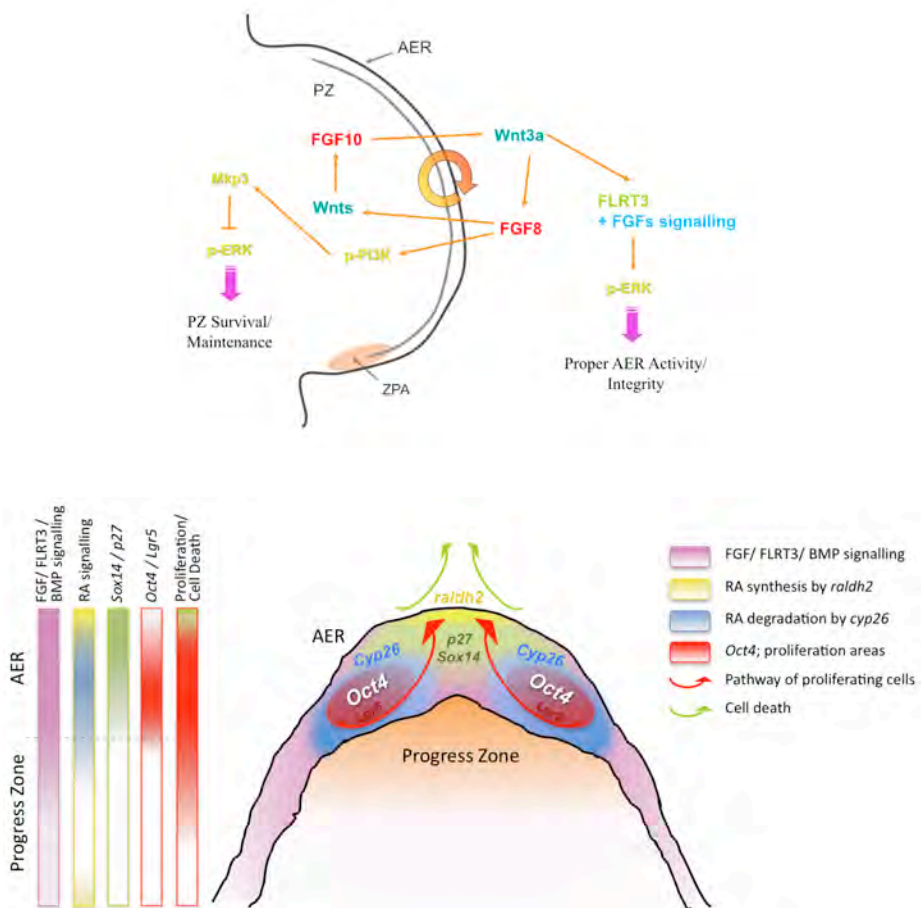 AER
PZ
FGF10
Wnt3a
Mkp3
Wnts
FLRT3
+ FGFs signalling
FGF8
p-ERK
p-PI3K
p-ERK
PZ Survival/
Maintenance
Proper AER Activity/
Integrity
ZPA
FGF/ FLRT3 /
BMP signalling
RA signalling
Sox14 / p27
Oct4 / Lgr5
Proliferation/
Cell Death
AER
Progress Zone
raldh2
AER
p27
Sox14
Cyp26
Cyp26
Oct4
Oct4
Lgr5
Lgr5
Progress Zone
FGF/ FLRT3/ BMP signalling
RA synthesis by raldh2
RA degradation by cyp26
Oct4; proliferation areas
Pathway of proliferating cells
Cell death